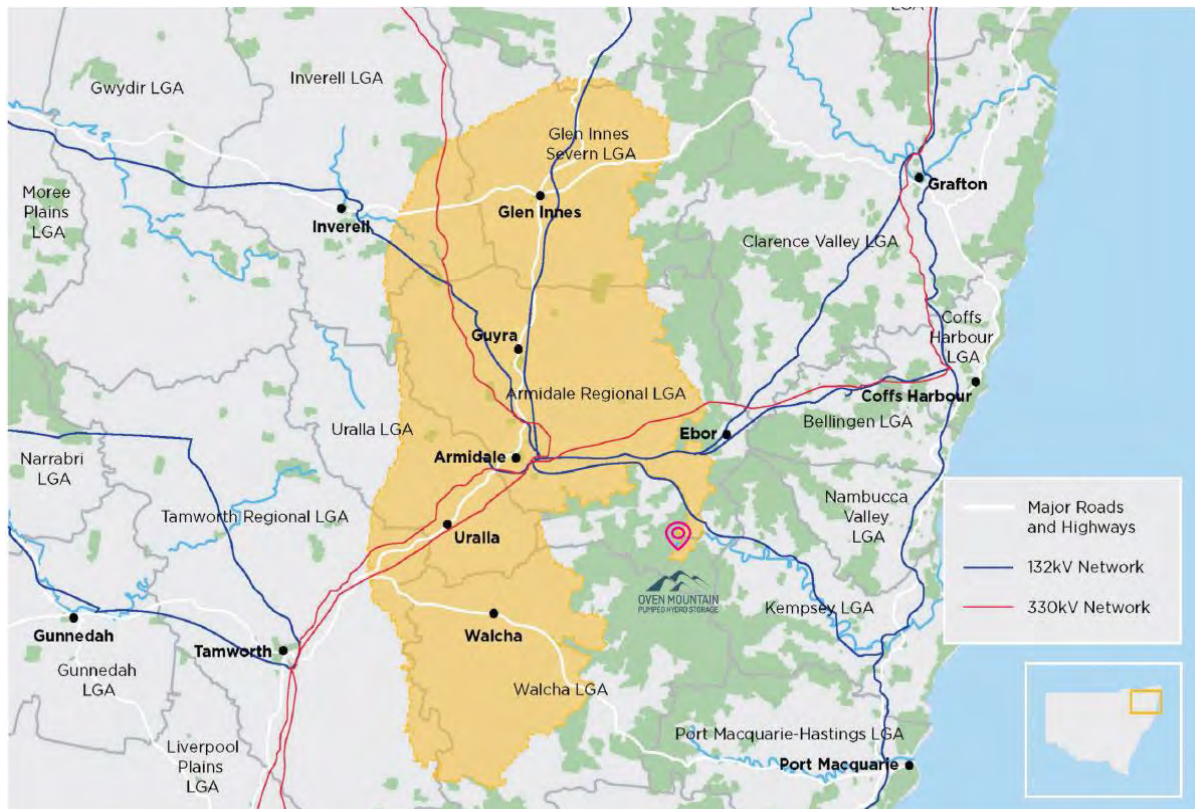 LGA
Inverell LGA
Gwydir LGA
Glen Innes
Severn LGA
Moree
Plains
LGA
Grafton
Glen Innes
Inverell
Clarence Valley LGA
Coffs
Harbour
LGA
Guyra
Armidale Regional LGA
Coffs Harbour
Bellingen LGA
Uralla LGA
Ebor
Armidale
Narrabri
LGA
Nambucca
Valley
LGA
Tamworth Regional LGA
Uralla
OVEN MOUNTAIN
PUMPED HYDRO STORAGE
Kempsey LGA
Walcha
Gunnedah
Tamworth
Gunnedah
LGA
Walcha LGA
Port Macquarie-Hastings LGA
Liverpool
Plains
LGA
Port Macquarie
Major Roads
and Highways
132kV Network
330kV Network